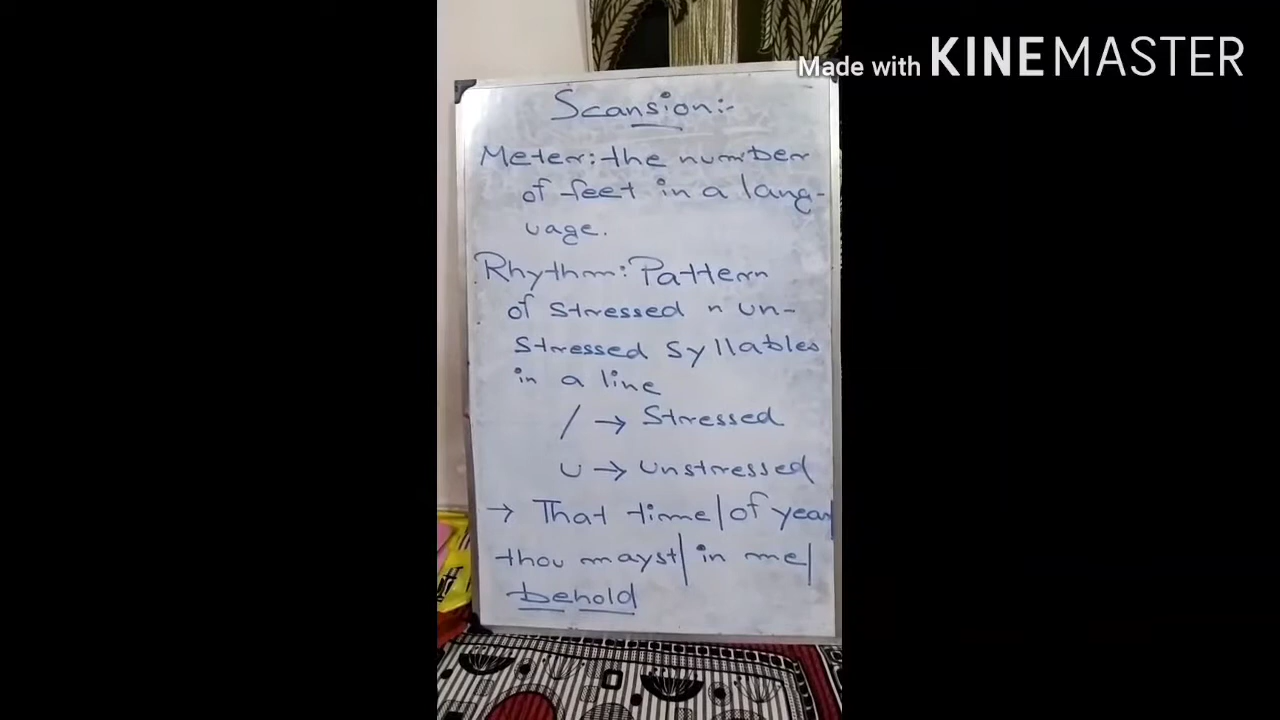 Made with KINEMASTER
Scansion:-
Meter: the number
of feet in a lang-
uage.
Rhythm: Pattern
of stressed n un-
stressed syllables
in a line
/ → Stressed
∪ → Unstressed
→ That time/of year/
thou mayst/in me/
behold